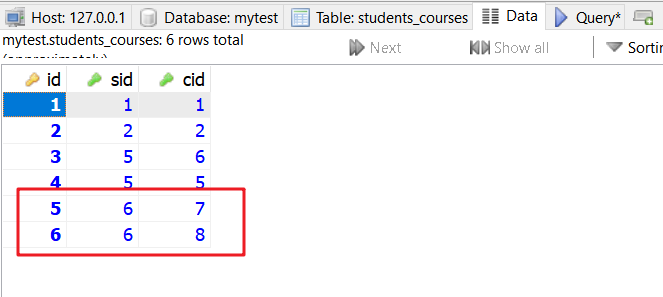 Host: 127.0.0.1 Database: mytest Table: students_courses Data Query*
mytest.students_courses: 6 rows total Next Show all Sortin
(approximately)
id sid cid
1 1 1
2 2 2
3 5 6
4 5 5
5 6 7
6 6 8